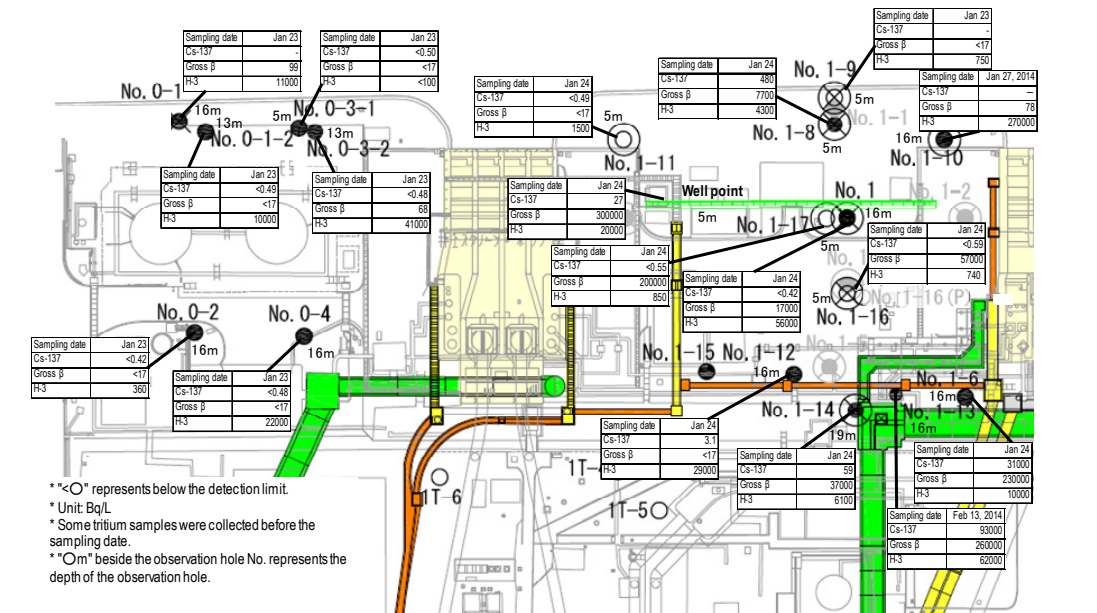 Sampling date Jan 23
Cs-137 -
Gross β 99
H-3 11000
Sampling date Jan 23
Cs-137 <0.50
Gross β <17
H-3 <100
Sampling date Jan 24
Cs-137 <0.49
Gross β <17
H-3 1500
Sampling date Jan 24
Cs-137 480
Gross β 7700
H-3 4300
Sampling date Jan 23
Cs-137 -
Gross β <17
H-3 750
Sampling date Jan 27, 2014
Cs-137 –
Gross β 78
H-3 270000
No. 0-1
16m
13m
No. 0-1-2
5m
No. 0-3-1
13m
No. 0-3-2
5m
No. 1-11
No. 1-9
5m
No. 1-1
No. 1-8
5m
16m
No. 1-10
Sampling date Jan 23
Cs-137 <0.49
Gross β <17
H-3 10000
Sampling date Jan 23
Cs-137 <0.48
Gross β 68
H-3 41000
Sampling date Jan 24
Cs-137 27
Gross β 300000
H-3 20000
Well point
5m
No. 1
16m
No. 1-2
No. 1-17
5m
Sampling date Jan 24
Cs-137 <0.59
Gross β 57000
H-3 740
Sampling date Jan 24
Cs-137 <0.55
Gross β 200000
H-3 850
Sampling date Jan 24
Cs-137 <0.42
Gross β 17000
H-3 56000
5m
No. 1-16(P)
No. 1-16
No. 0-2
16m
No. 0-4
16m
Sampling date Jan 23
Cs-137 <0.42
Gross β <17
H-3 360
Sampling date Jan 23
Cs-137 <0.48
Gross β <17
H-3 22000
No. 1-15
No. 1-12
16m
No. 1-6
16m
No. 1-14
19m
No. 1-13
16m
Sampling date Jan 24
Cs-137 3.1
Gross β <17
H-3 29000
Sampling date Jan 24
Cs-137 59
Gross β 37000
H-3 6100
Sampling date Jan 24
Cs-137 31000
Gross β 230000
H-3 10000
Sampling date Feb 13, 2014
Cs-137 93000
Gross β 260000
H-3 62000
1T-6
1T-5
* "<○" represents below the detection limit.
* Unit: Bq/L
* Some tritium samples were collected before the
sampling date.
* "○m" beside the observation hole No. represents the
depth of the observation hole.